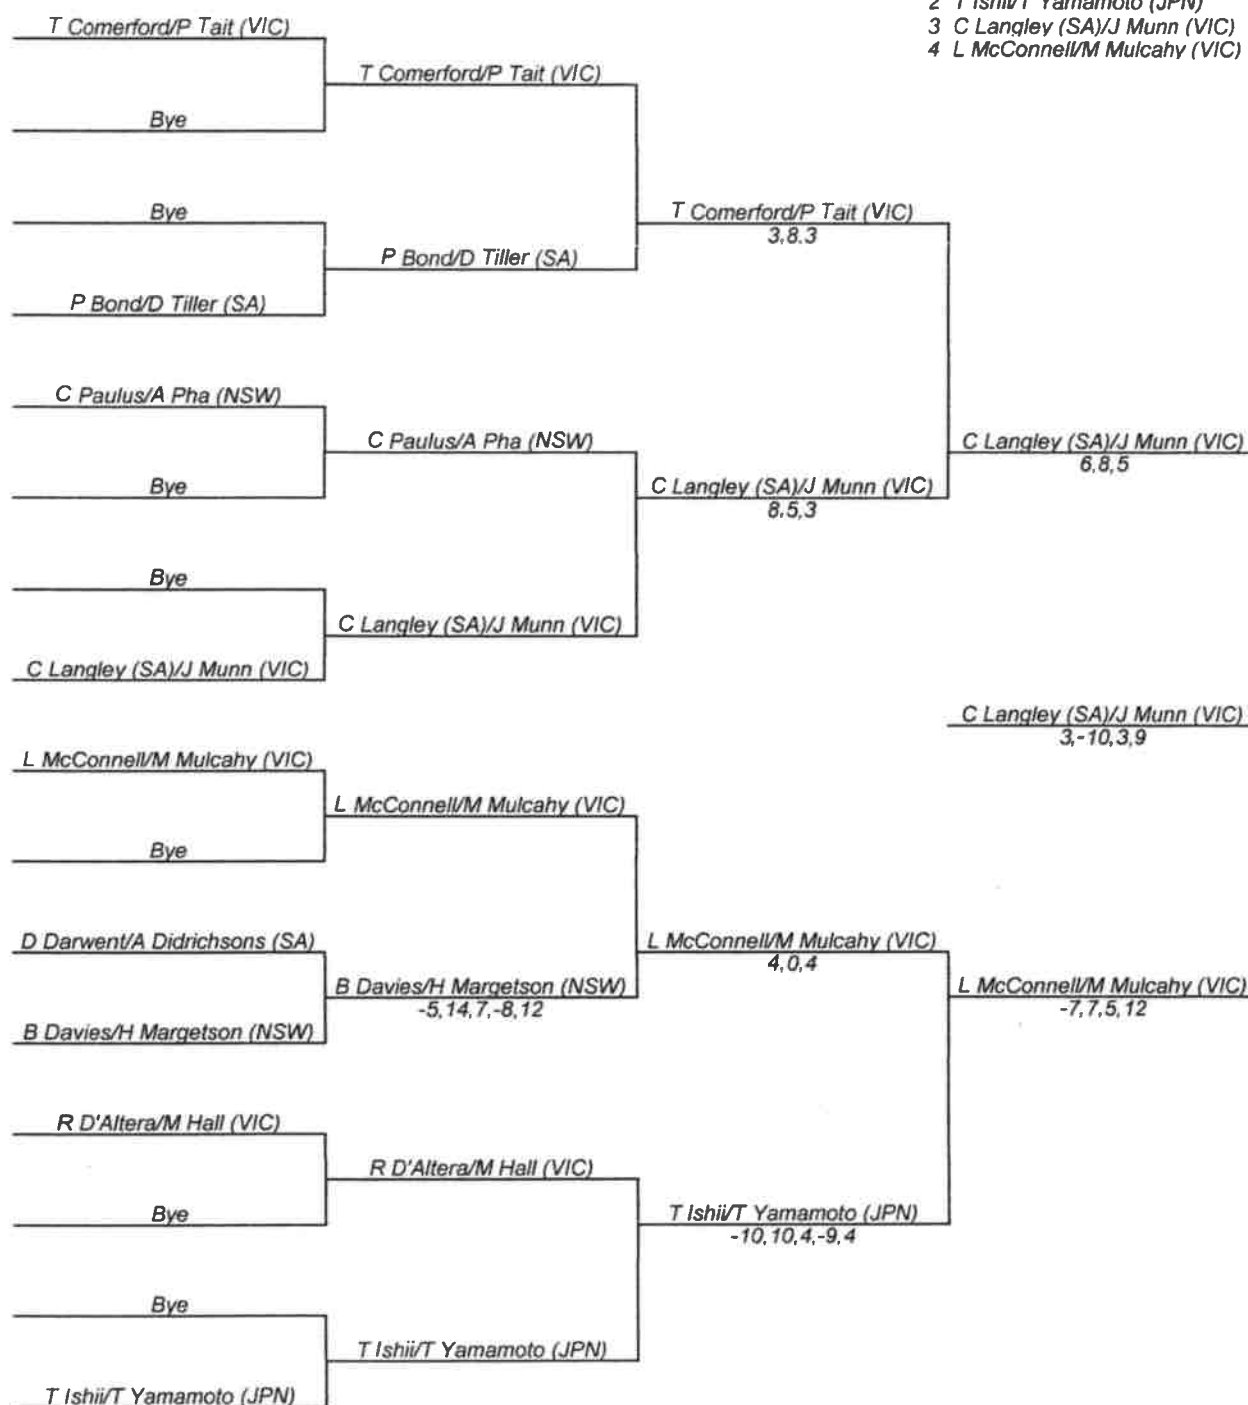 2 T Ishii/T Yamamoto (JPN)
3 C Langley (SA)/J Munn (VIC)
4 L McConnell/M Mulcahy (VIC)
T Comerford/P Tait (VIC)
T Comerford/P Tait (VIC)
Bye
Bye
T Comerford/P Tait (VIC)
3,8,3
P Bond/D Tiller (SA)
P Bond/D Tiller (SA)
C Paulus/A Pha (NSW)
C Paulus/A Pha (NSW)
C Langley (SA)/J Munn (VIC)
6,8,5
Bye
C Langley (SA)/J Munn (VIC)
8,5,3
Bye
C Langley (SA)/J Munn (VIC)
C Langley (SA)/J Munn (VIC)
C Langley (SA)/J Munn (VIC)
3,-10,3,9
L McConnell/M Mulcahy (VIC)
L McConnell/M Mulcahy (VIC)
Bye
D Darwent/A Didrichsons (SA)
L McConnell/M Mulcahy (VIC)
4,0,4
B Davies/H Margetson (NSW)
-5,14,7,-8,12
L McConnell/M Mulcahy (VIC)
-7,7,5,12
B Davies/H Margetson (NSW)
R D'Altera/M Hall (VIC)
R D'Altera/M Hall (VIC)
Bye
T Ishii/T Yamamoto (JPN)
-10,10,4,-9,4
Bye
T Ishii/T Yamamoto (JPN)
T Ishii/T Yamamoto (JPN)